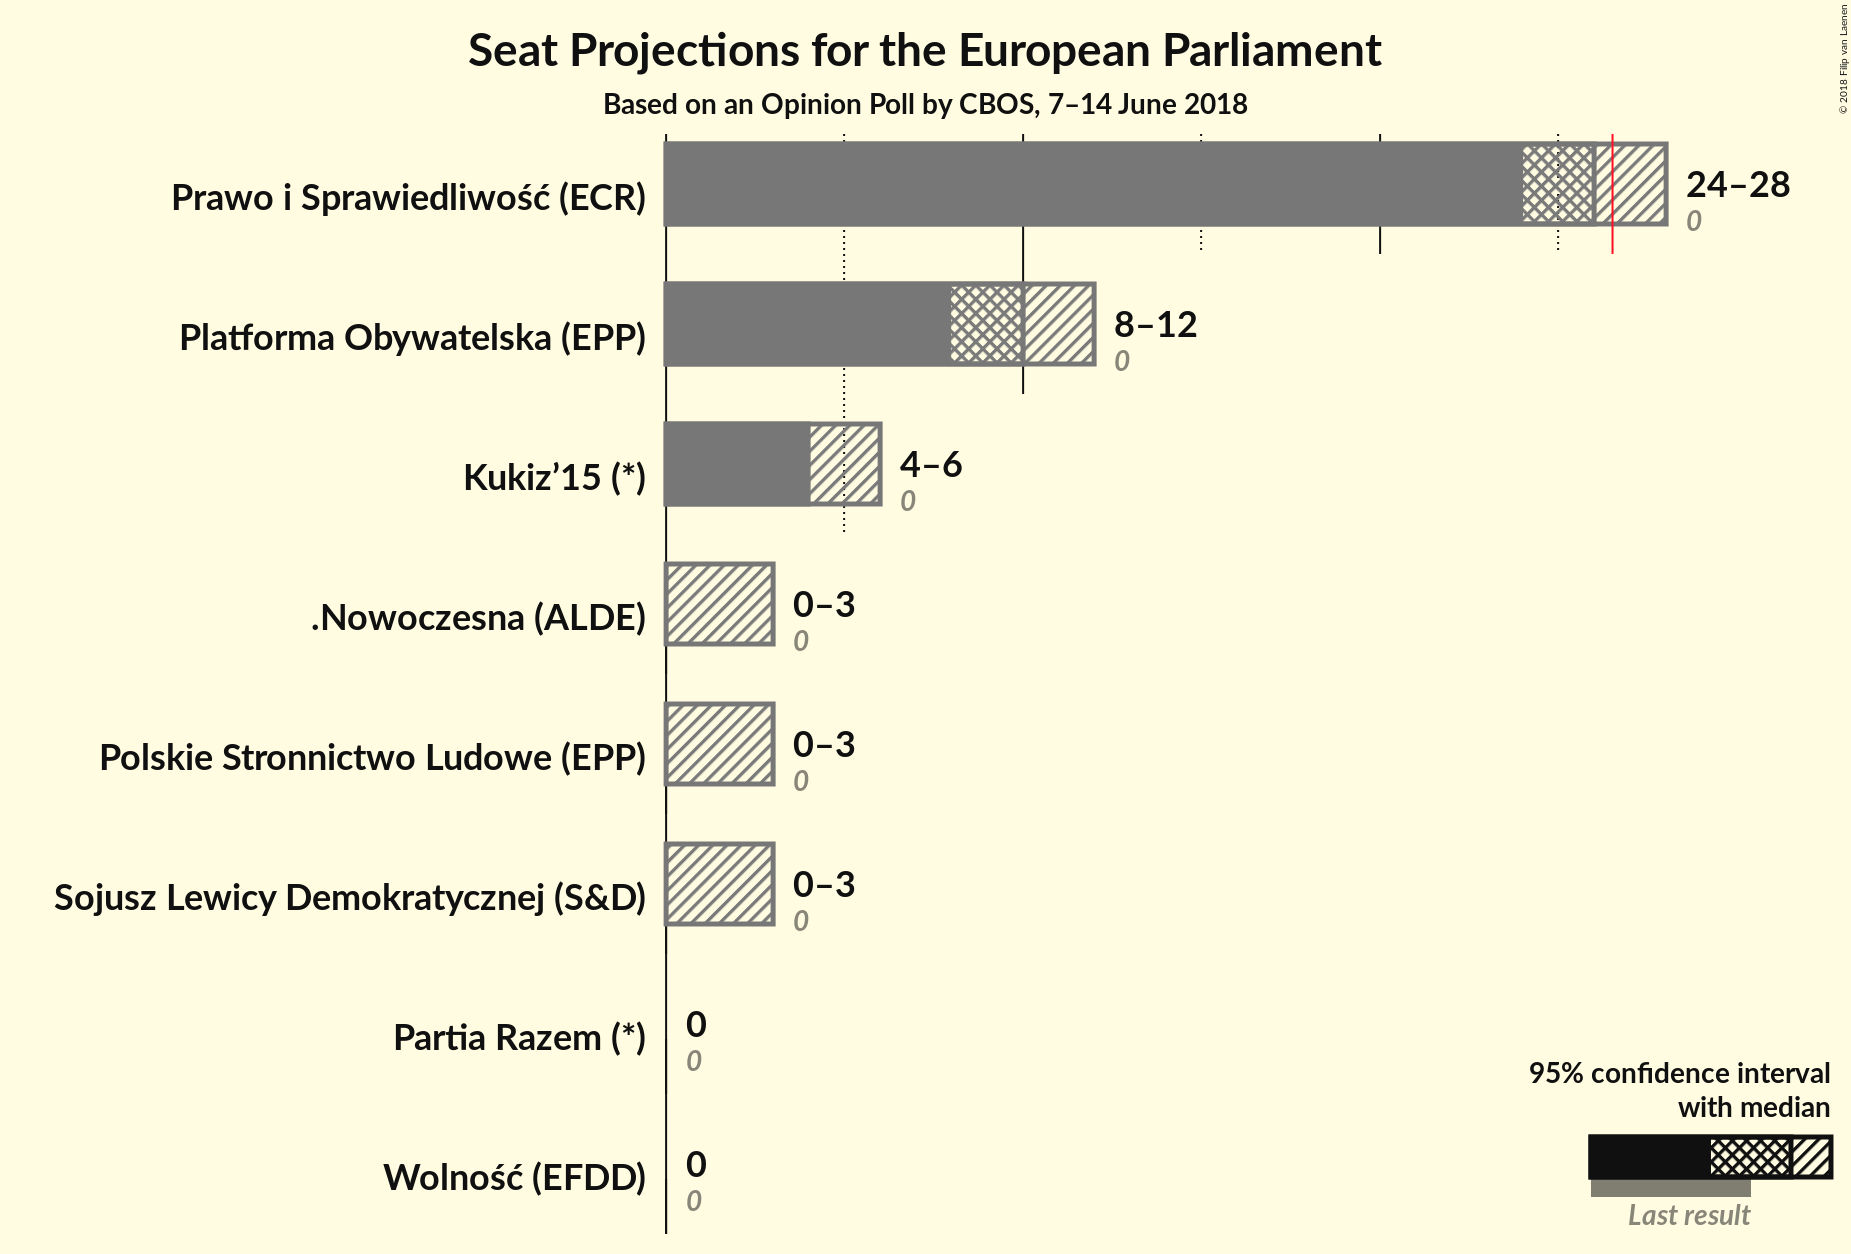 Seat Projections for the European Parliament
Based on an Opinion Poll by CBOS, 7–14 June 2018
© 2018 Filip van Laenen
Prawo i Sprawiedliwość (ECR)
24–28
0
Platforma Obywatelska (EPP)
8–12
0
Kukiz’15 (*)
4–6
0
.Nowoczesna (ALDE)
0–3
0
Polskie Stronnictwo Ludowe (EPP)
0–3
0
Sojusz Lewicy Demokratycznej (S&D)
0–3
0
Partia Razem (*)
0
0
Wolność (EFDD)
0
0
95% confidence interval
with median
Last result